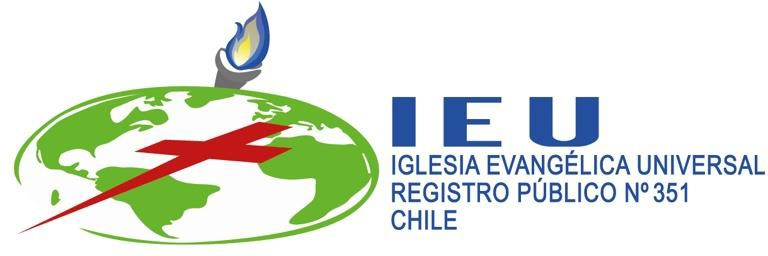 IEU
IGLESIA EVANGÉLICA UNIVERSAL
REGISTRO PÚBLICO Nº 351
CHILE